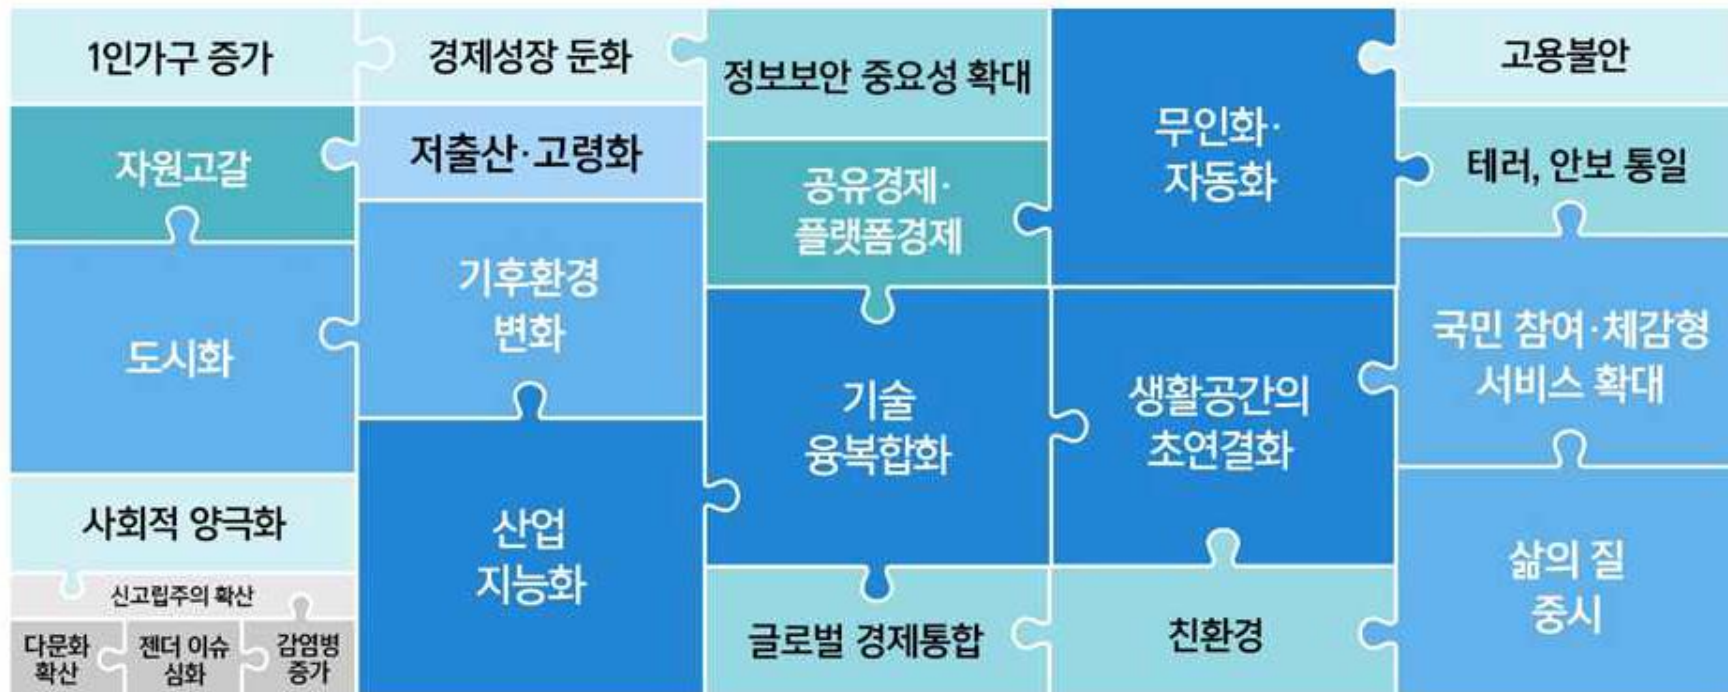 1인가구 증가
경제성장 둔화
정보보안 중요성 확대
무인화·
자동화
고용불안
자원고갈
저출산·고령화
공유경제·
플랫폼경제
테러, 안보 통일
도시화
기후환경
변화
기술
융복합화
생활공간의
초연결화
국민 참여·체감형
서비스 확대
사회적 양극화
산업
지능화
삶의 질
중시
신고립주의 확산
다문화
확산
젠더 이슈
심화
감염병
증가
글로벌 경제통합
친환경